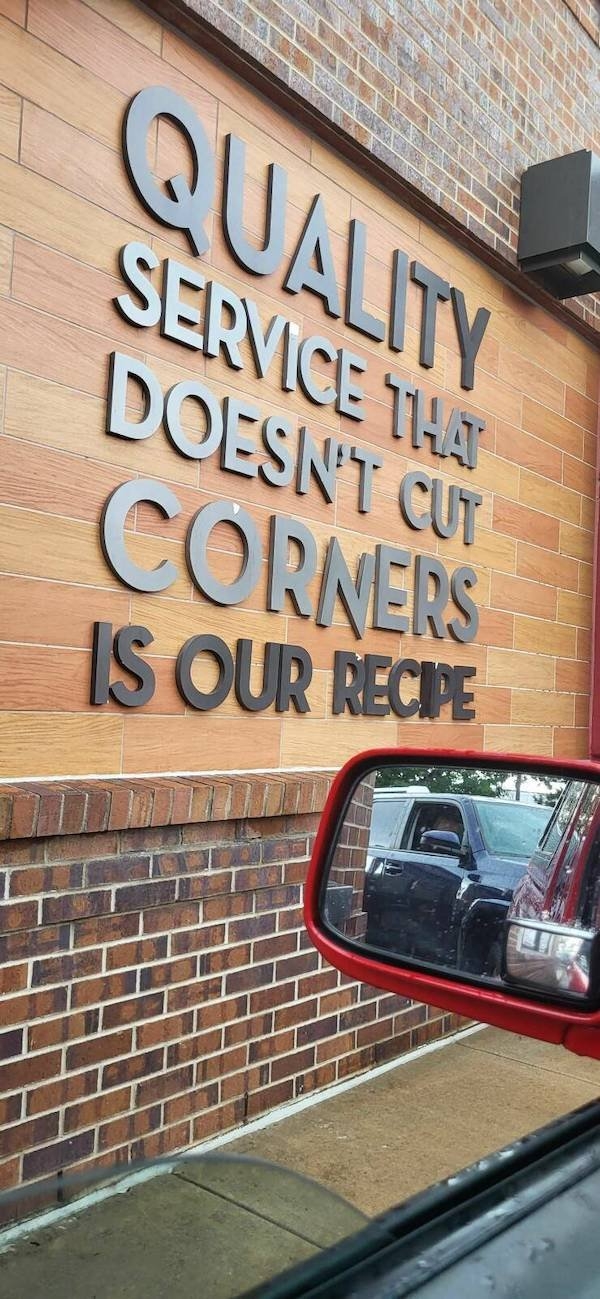 QUALITY
SERVICE THAT
DOESN'T CUT
CORNERS
IS OUR RECIPE